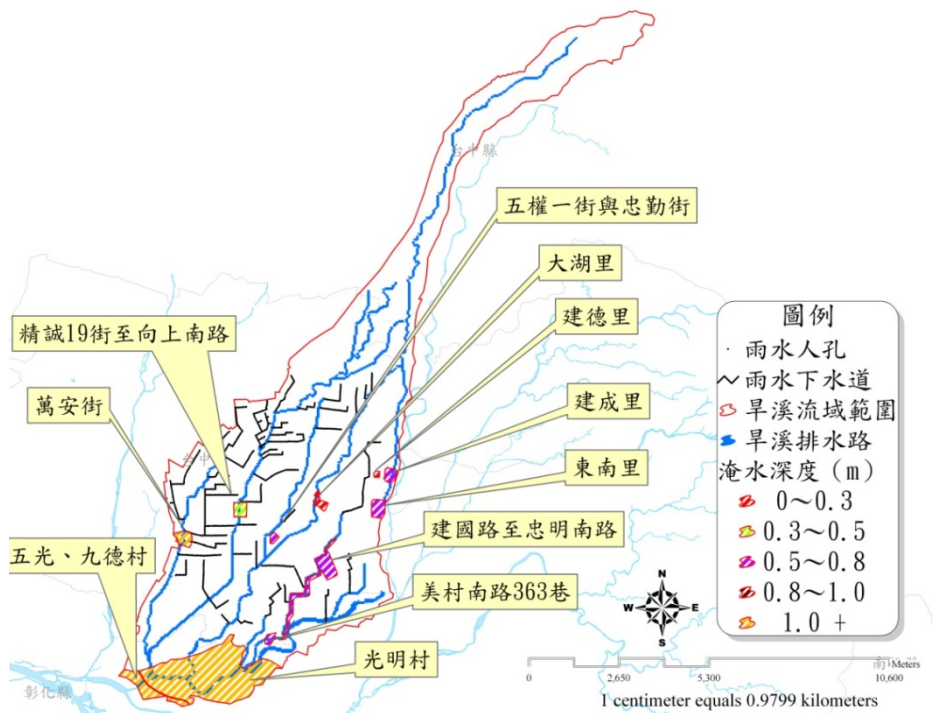 台中縣
五權一街與忠勤街
大湖里
建德里
建成里
東南里
建國路至忠明南路
美村南路363巷
光明村
精誠19街至向上南路
萬安街
台中
五光、九德村
彰化縣
圖例
雨水人孔
雨水下水道
旱溪流域範圍
旱溪排水路
淹水深度(m)
0~0.3
0.3~0.5
0.5~0.8
0.8~1.0
1.0 +
N
W E
S
Meters
0 2,650 5,300 10,600
1 centimeter equals 0.9799 kilometers